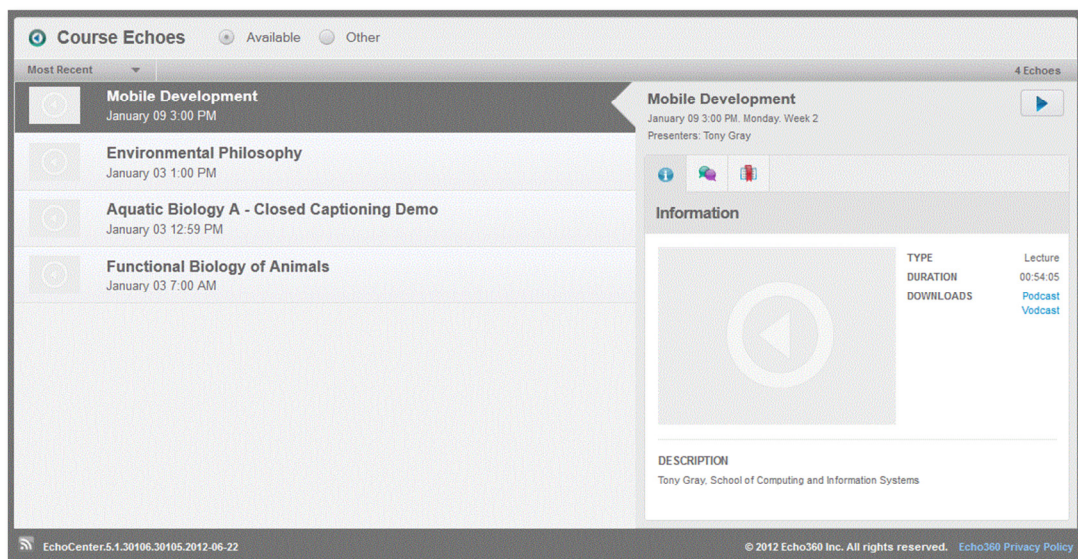 Course Echoes Available Other
Most Recent 4 Echoes
Mobile Development
January 09 3:00 PM
Environmental Philosophy
January 03 1:00 PM
Aquatic Biology A - Closed Captioning Demo
January 03 12:59 PM
Functional Biology of Animals
January 03 7:00 AM
Mobile Development
January 09 3:00 PM. Monday. Week 2
Presenters: Tony Gray
Information
TYPE Lecture
DURATION 00:54:05
DOWNLOADS Podcast
Vodcast
DESCRIPTION
Tony Gray, School of Computing and Information Systems
EchoCenter.5.1.30106.30105.2012-06-22 © 2012 Echo360 Inc. All rights reserved. Echo360 Privacy Policy